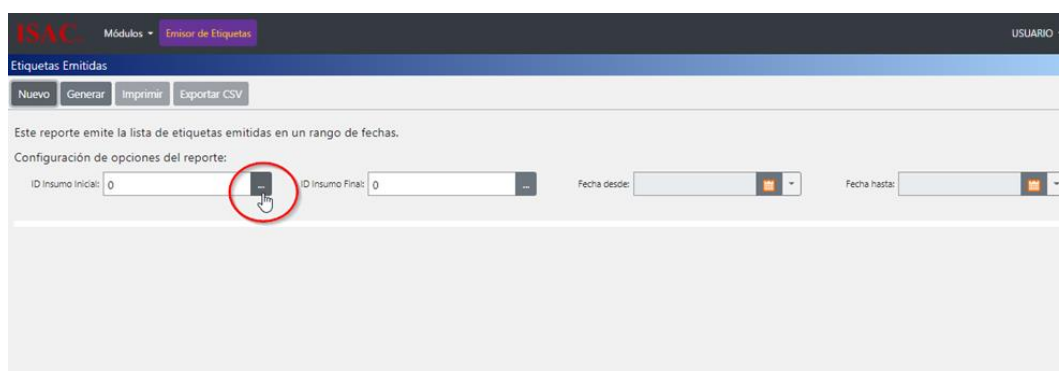 ISAC. Módulos Emisor de Etiquetas USUARIO
Etiquetas Emitidas
Nuevo Generar Imprimir Exportar CSV
Este reporte emite la lista de etiquetas emitidas en un rango de fechas.
Configuración de opciones del reporte:
ID Insumo Inicial: 0 ... ID Insumo Final: 0 ... Fecha desde: Fecha hasta: